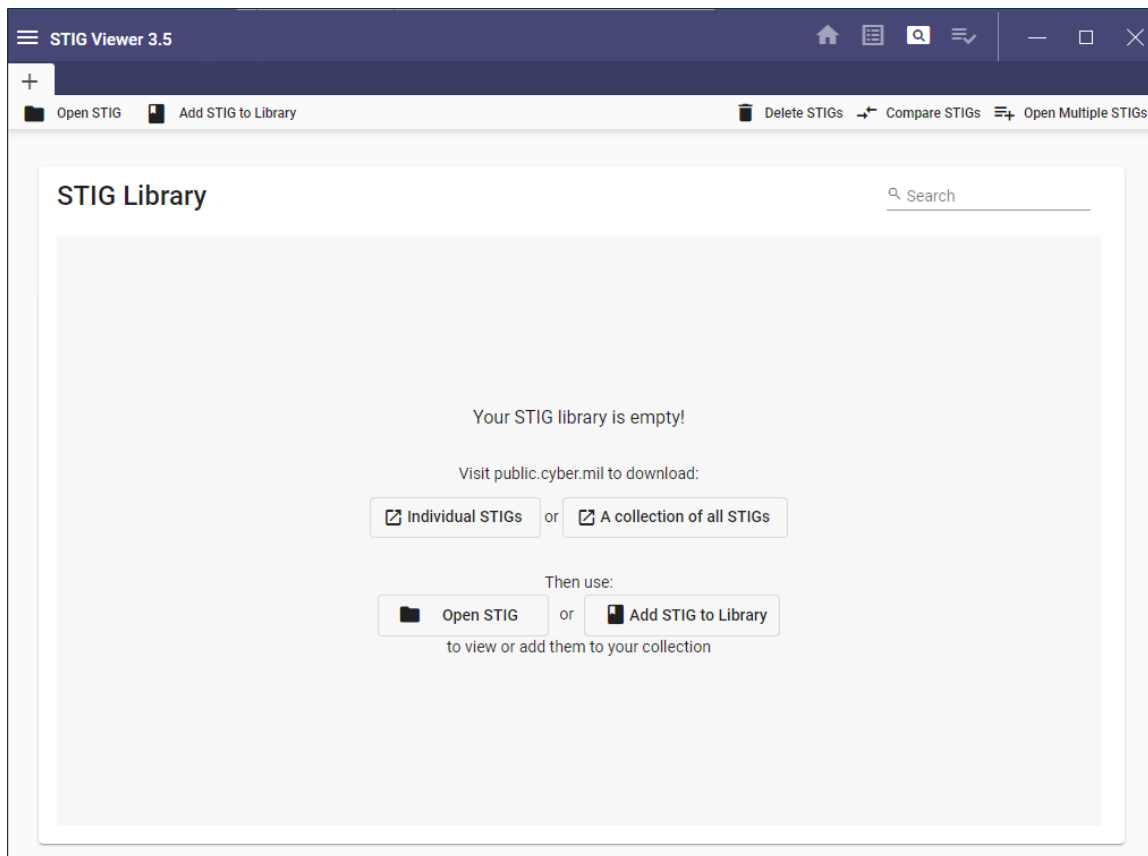 STIG Viewer 3.5
Open STIG Add STIG to Library Delete STIGs Compare STIGs Open Multiple STIGs
STIG Library Search
Your STIG library is empty!
Visit public.cyber.mil to download:
Individual STIGs or A collection of all STIGs
Then use:
Open STIG or Add STIG to Library
to view or add them to your collection